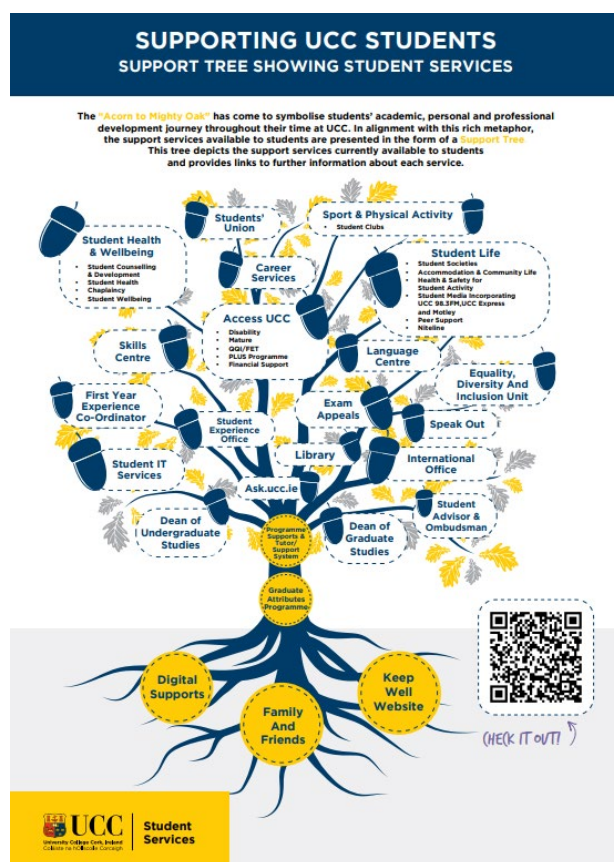 SUPPORTING UCC STUDENTS
SUPPORT TREE SHOWING STUDENT SERVICES
The "Acorn to Mighty Oak" has come to symbolise students' academic, personal and professional
development journey throughout their time at UCC. In alignment with this rich metaphor,
the support services available to students are presented in the form of a Support Tree
This tree depicts the support services currently available to students
and provides links to further information about each service.
Students'
Union
Sport & Physical Activity
• Student Clubs
Student Health
& Wellbeing
• Student Counselling
& Development
• Student Health
• Chaplaincy
• Student Wellbeing
Career
Services
Student Life
• Student Societies
• Accommodation & Community Life
• Health & Safety for
Student Activity
• Student Media Incorporating
UCC 98.3FM,UCC Express
and Motley
• Peer Support
• Niteline
Access UCC
• Disability
• Mature
• QQI/FET
• PLUS Programme
• Financial Support
Skills
Centre
Language
Centre
Equality,
Diversity And
Inclusion Unit
First Year
Experience
Co-Ordinator
Exam
Appeals
Student
Experience
Office
Speak Out
Library
International
Office
Student IT
Services
Ask.ucc.ie
Student
Advisor &
Ombudsman
Dean of
Undergraduate
Studies
Dean of
Graduate
Studies
Programme
Supports &
Tutor/
Support
System
Graduate
Attributes
Programme
Digital
Supports
Family
And
Friends
Keep
Well
Website
CHECK IT OUT!
UCC
University College Cork, Ireland
Coláiste na hOllscoile Corcaigh
Student
Services